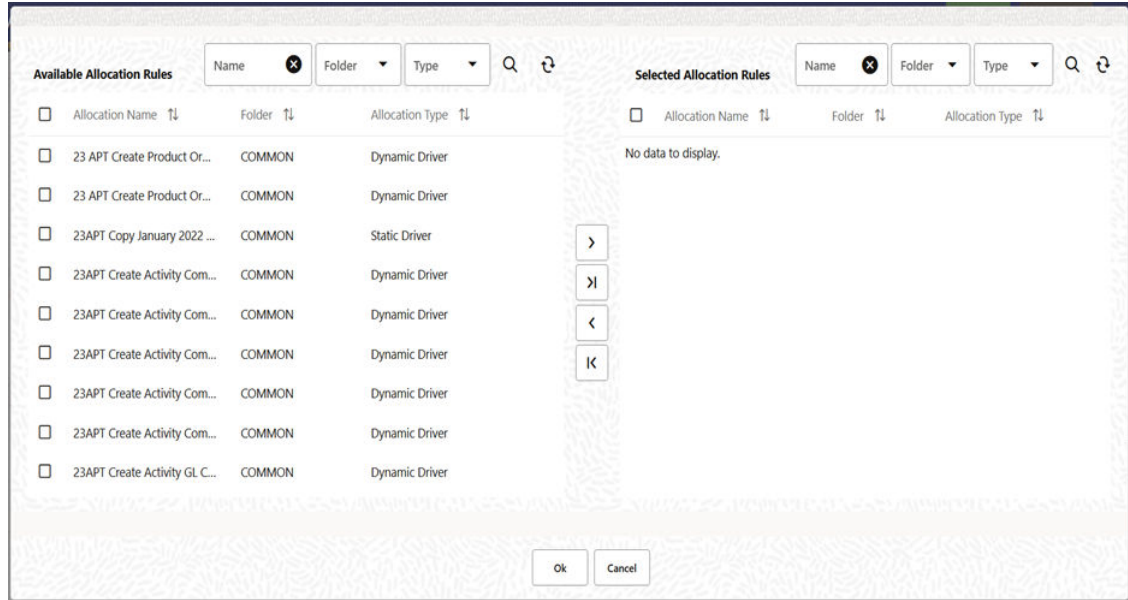 Available Allocation Rules Name Folder Type
Allocation Name Folder Allocation Type
23 APT Create Product Or... COMMON Dynamic Driver
23 APT Create Product Or... COMMON Dynamic Driver
23APT Copy January 2022 ... COMMON Static Driver
23APT Create Activity Com... COMMON Dynamic Driver
23APT Create Activity Com... COMMON Dynamic Driver
23APT Create Activity Com... COMMON Dynamic Driver
23APT Create Activity Com... COMMON Dynamic Driver
23APT Create Activity Com... COMMON Dynamic Driver
23APT Create Activity GL C... COMMON Dynamic Driver
Selected Allocation Rules Name Folder Type
Allocation Name Folder Allocation Type
No data to display.
Ok Cancel